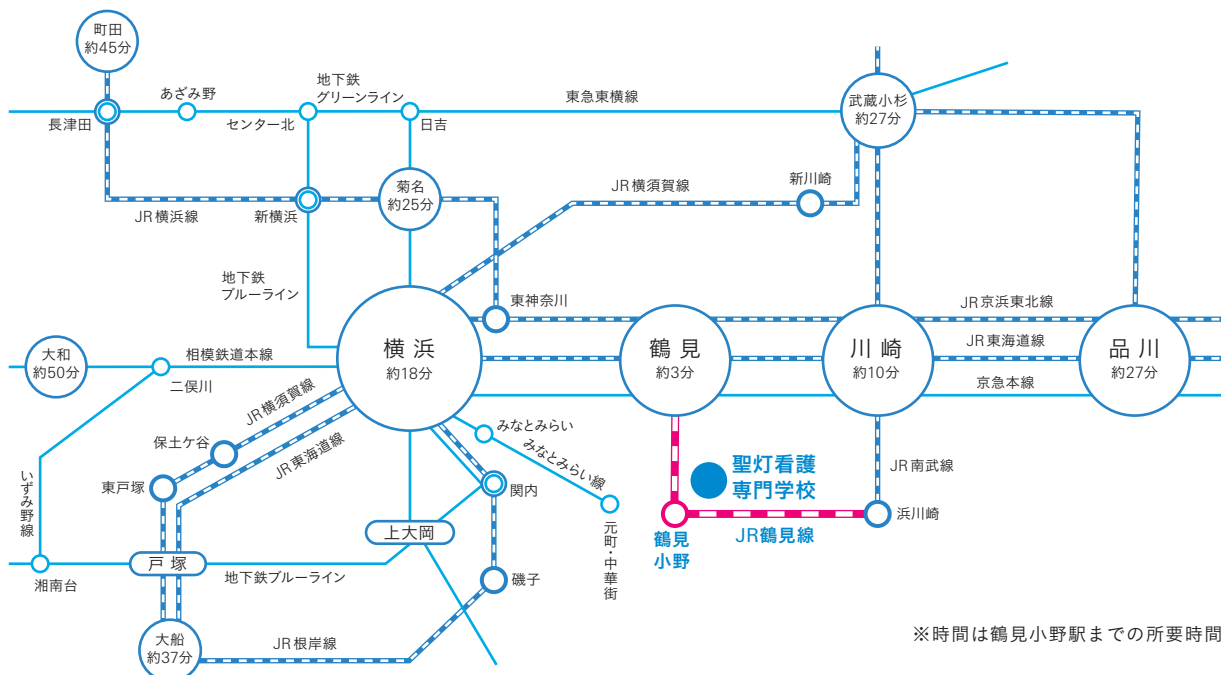 町田
約45分
地下鉄
グリーンライン
あざみ野
東急東横線
武蔵小杉
約27分
長津田
センター北
日吉
菊名
約25分
JR横須賀線
新川崎
JR横浜線
新横浜
地下鉄
ブルーライン
東神奈川
JR京浜東北線
横浜
約18分
鶴見
約3分
川崎
約10分
JR東海道線
品川
約27分
大和
約50分
相模鉄道本線
二俣川
京急本線
JR横須賀線
保土ケ谷
JR東海道線
みなとみらい
みなとみらい線
いずみ野線
東戸塚
関内
聖灯看護
専門学校
JR南武線
元町・中華街
浜川崎
鶴見
小野
JR鶴見線
上大岡
戸塚
地下鉄ブルーライン
湘南台
磯子
大船
約37分
JR根岸線
※時間は鶴見小野駅までの所要時間